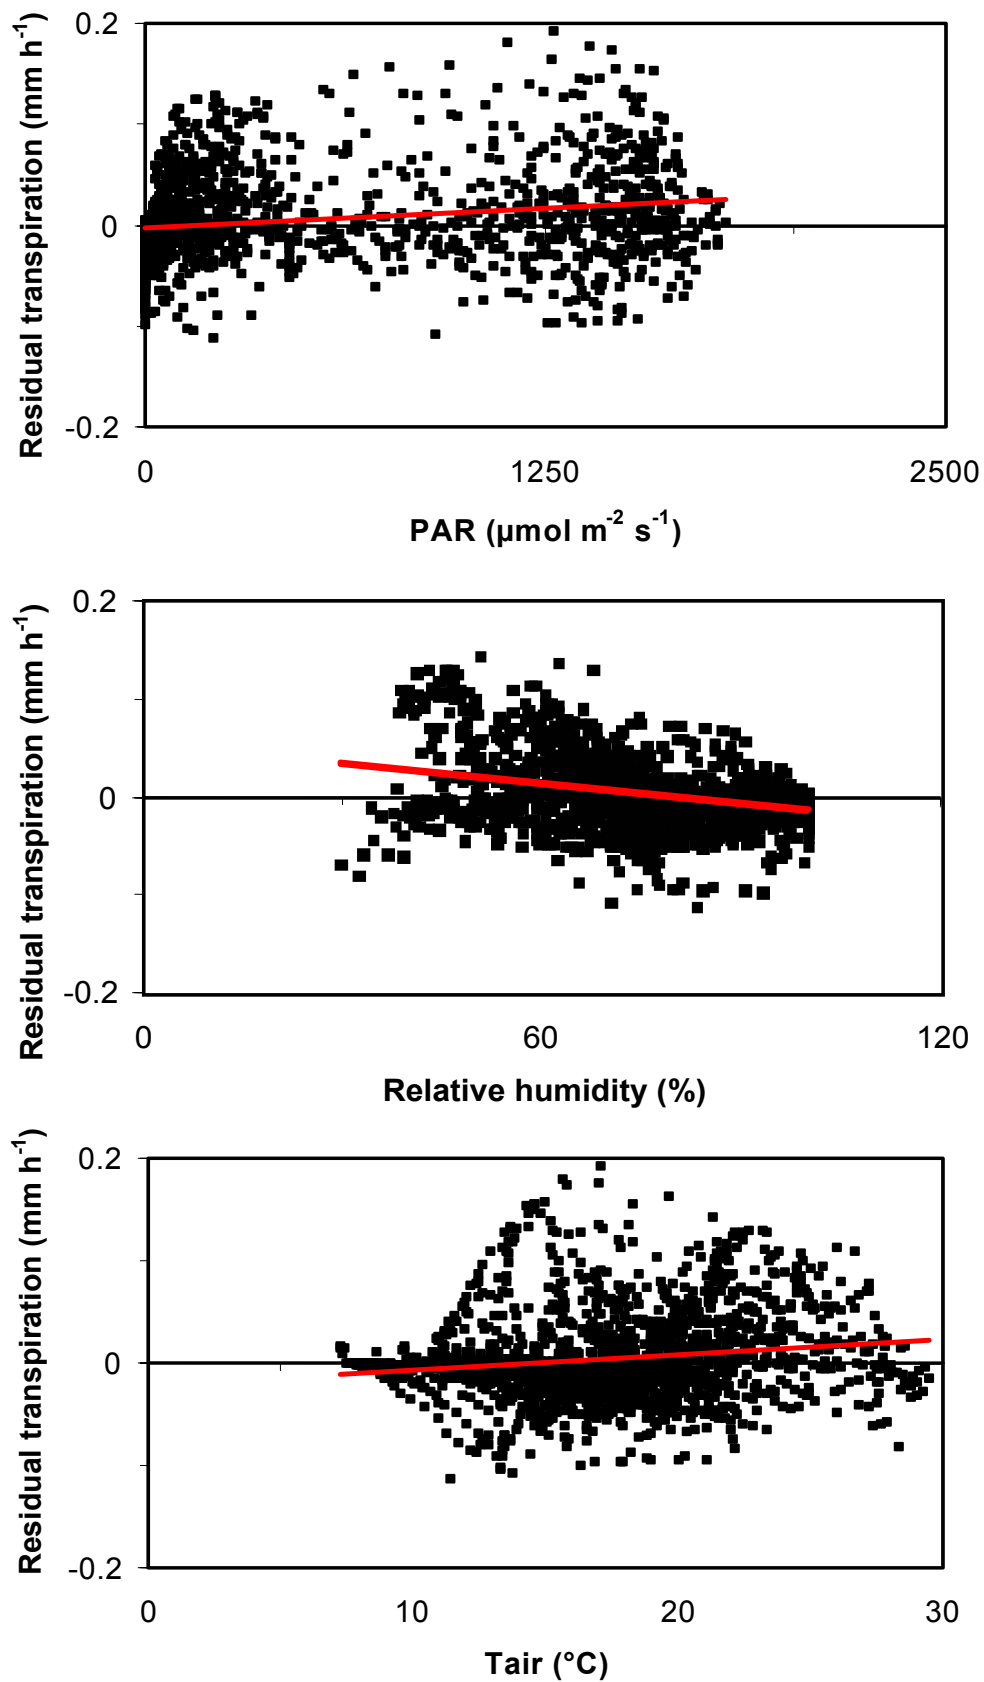 Residual transpiration (mm h⁻¹)
0.2
0
-0.2
0 1250 2500
PAR (µmol m⁻² s⁻¹)
Residual transpiration (mm h⁻¹)
0.2
0
-0.2
0 60 120
Relative humidity (%)
Residual transpiration (mm h⁻¹)
0.2
0
-0.2
0 10 20 30
Tair (°C)